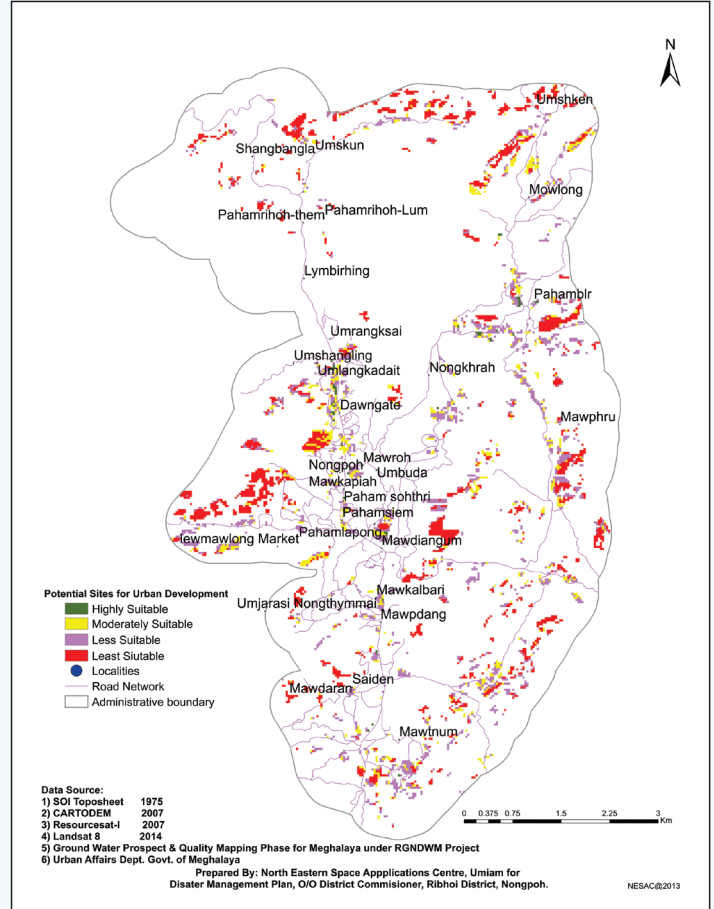 N
Umshken
Shangbangla
Umskun
Mowlong
Pahamrihoh-them
Pahamrihoh-Lum
Lymbirhing
Pahamblr
Umrangksai
Umshangling
Umlangkadait
Nongkhrah
Dawngate
Mawphru
Mawroh
Nongpoh
Umbuda
Mawkapiah
Paham sohthri
Pahamsiem
Pahamlapong
Iewmawlong Market
Mawdiangum
Mawkalbari
Umjarasi Nongthymmai
Mawpdang
Saiden
Mawdaran
Mawtnum
Potential Sites for Urban Development
Highly Suitable
Moderately Suitable
Less Suitable
Least Siutable
Localities
Road Network
Administrative boundary
Data Source:
1) SOI Toposheet 1975
2) CARTODEM 2007
3) Resourcesat-I 2007
4) Landsat 8 2014
5) Ground Water Prospect & Quality Mapping Phase for Meghalaya under RGNDWM Project
6) Urban Affairs Dept. Govt. of Meghalaya
0 0.375 0.75 1.5 2.25 3
Km
Prepared By: North Eastern Space Appplications Centre, Umiam for
Disater Management Plan, O/O District Commisioner, Ribhoi District, Nongpoh.
NESAC@2013